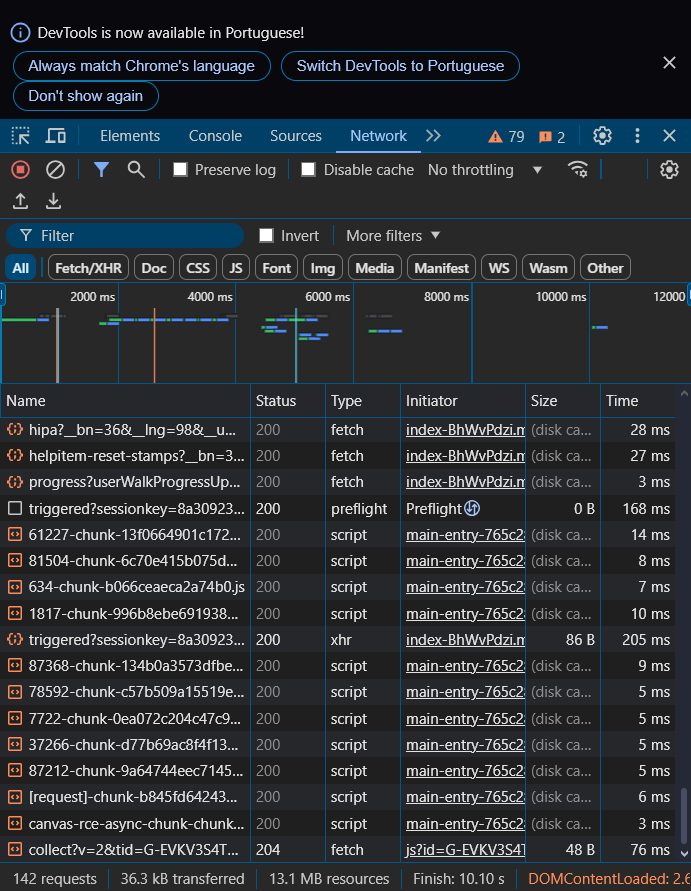 DevTools is now available in Portuguese!
Always match Chrome's language Switch DevTools to Portuguese
Don't show again
Elements Console Sources Network 79 2
Preserve log Disable cache No throttling
Filter Invert More filters
All Fetch/XHR Doc CSS JS Font Img Media Manifest WS Wasm Other
2000 ms 4000 ms 6000 ms 8000 ms 10000 ms 12000
Name Status Type Initiator Size Time
hipa?__bn=36&__lng=98&__u... 200 fetch index-BhWvPdzi.m (disk ca... 28 ms
helpitem-reset-stamps?__bn=3... 200 fetch index-BhWvPdzi.m (disk ca... 27 ms
progress?userWalkProgressUp... 200 fetch index-BhWvPdzi.m (disk ca... 3 ms
triggered?sessionkey=8a30923... 200 preflight Preflight 0 B 168 ms
61227-chunk-13f0664901c172... 200 script main-entry-765c28 (disk ca... 14 ms
81504-chunk-6c70e415b075d... 200 script main-entry-765c28 (disk ca... 8 ms
634-chunk-b066ceaeca2a74b0.js 200 script main-entry-765c28 (disk ca... 7 ms
1817-chunk-996b8ebe691938... 200 script main-entry-765c28 (disk ca... 10 ms
triggered?sessionkey=8a30923... 200 xhr index-BhWvPdzi.m 86 B 205 ms
87368-chunk-134b0a3573dfbe... 200 script main-entry-765c28 (disk ca... 9 ms
78592-chunk-c57b509a15519e... 200 script main-entry-765c28 (disk ca... 5 ms
7722-chunk-0ea072c204c47c9... 200 script main-entry-765c28 (disk ca... 5 ms
37266-chunk-d77b69ac8f4f13... 200 script main-entry-765c28 (disk ca... 5 ms
87212-chunk-9a64744eec7145... 200 script main-entry-765c28 (disk ca... 5 ms
[request]-chunk-b845fd64243... 200 script main-entry-765c28 (disk ca... 6 ms
canvas-rce-async-chunk-chunk... 200 script main-entry-765c28 (disk ca... 3 ms
collect?v=2&tid=G-EVKV3S4T... 204 fetch js?id=G-EVKV3S4T 48 B 76 ms
142 requests 36.3 kB transferred 13.1 MB resources Finish: 10.10 s DOMContentLoaded: 2.6